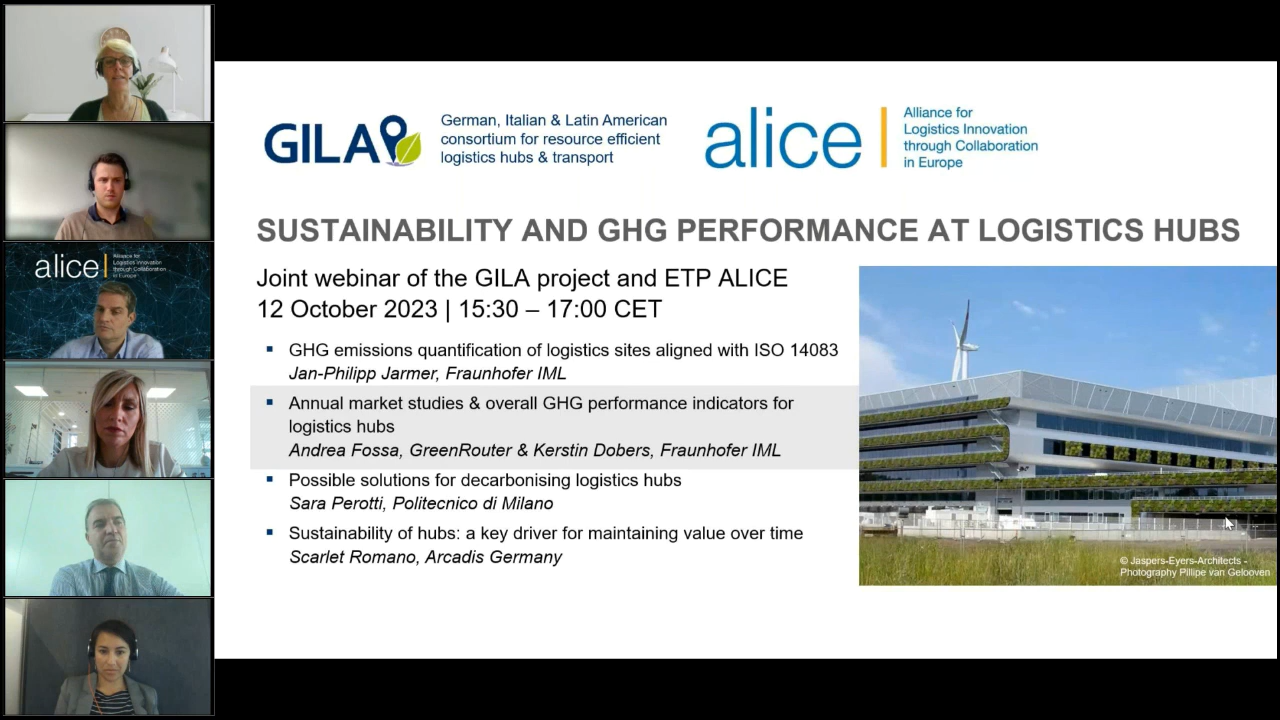 alice
Alliance for
Logistics Innovation
through Collaboration
in Europe
GILA
German, Italian & Latin American
consortium for resource efficient
logistics hubs & transport
alice
Alliance for
Logistics Innovation
through Collaboration
in Europe
SUSTAINABILITY AND GHG PERFORMANCE AT LOGISTICS HUBS
Joint webinar of the GILA project and ETP ALICE
12 October 2023 | 15:30 – 17:00 CET
▪ GHG emissions quantification of logistics sites aligned with ISO 14083
Jan-Philipp Jarmer, Fraunhofer IML
▪ Annual market studies & overall GHG performance indicators for
logistics hubs
Andrea Fossa, GreenRouter & Kerstin Dobers, Fraunhofer IML
▪ Possible solutions for decarbonising logistics hubs
Sara Perotti, Politecnico di Milano
▪ Sustainability of hubs: a key driver for maintaining value over time
Scarlet Romano, Arcadis Germany
© Jaspers-Eyers-Architects -
Photography Pillipe van Gelooven